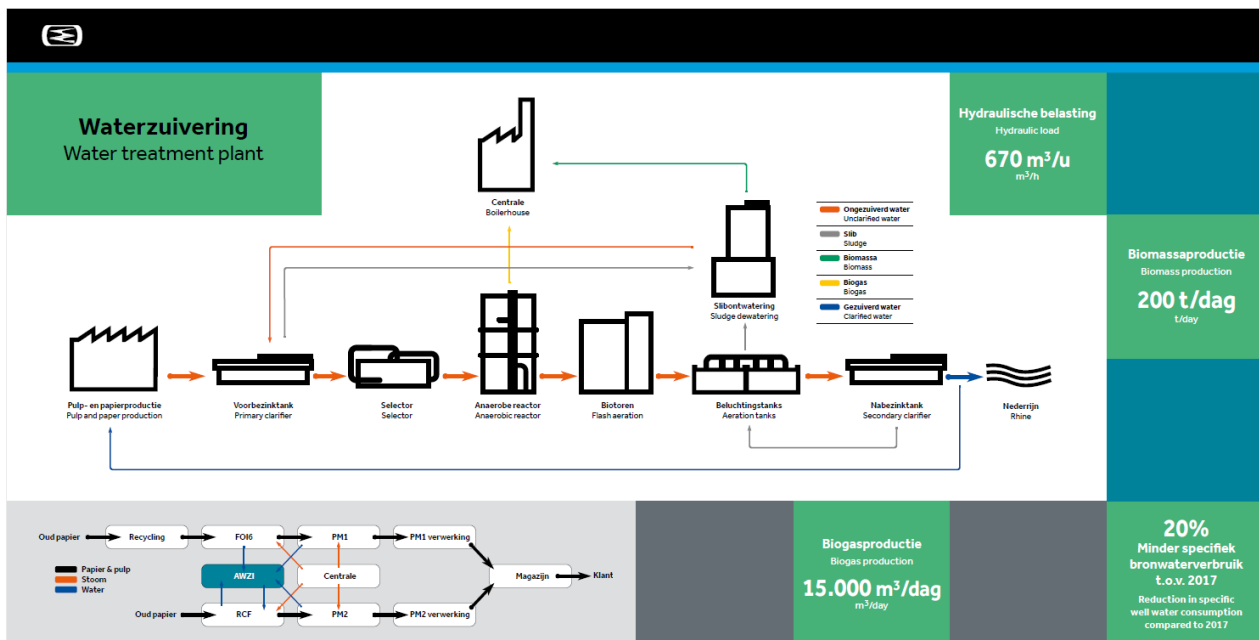 Waterzuivering
Water treatment plant
Hydraulische belasting
Hydraulic load
670 m³/u
m³/h
Centrale
Boilerhouse
Ongezuiverd water
Unclarified water
Slib
Sludge
Biomassa
Biomass
Biogas
Biogas
Gezuiverd water
Clarified water
Biomassaproductie
Biomass production
200 t/dag
t/day
Slibontwatering
Sludge dewatering
Pulp- en papierproductie
Pulp and paper production
Voorbezinktank
Primary clarifier
Selector
Selector
Anaerobe reactor
Anaerobic reactor
Biotoren
Flash aeration
Beluchtingstanks
Aeration tanks
Nabezinktank
Secondary clarifier
Nederrijn
Rhine
Oud papier
Recycling
FOI6
PM1
PM1 verwerking
Papier & pulp
Stoom
Water
AWZI
Centrale
Magazijn
Klant
Oud papier
RCF
PM2
PM2 verwerking
Biogasproductie
Biogas production
15.000 m³/dag
m³/day
20%
Minder specifiek
bronwaterverbruik
t.o.v. 2017
Reduction in specific
well water consumption
compared to 2017